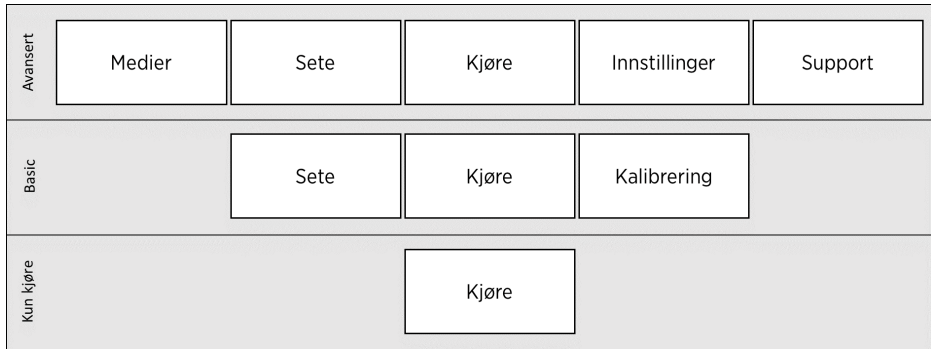 Avansert
Medier
Sete
Kjøre
Innstillinger
Support
Basic
Sete
Kjøre
Kalibrering
Kun kjøre
Kjøre